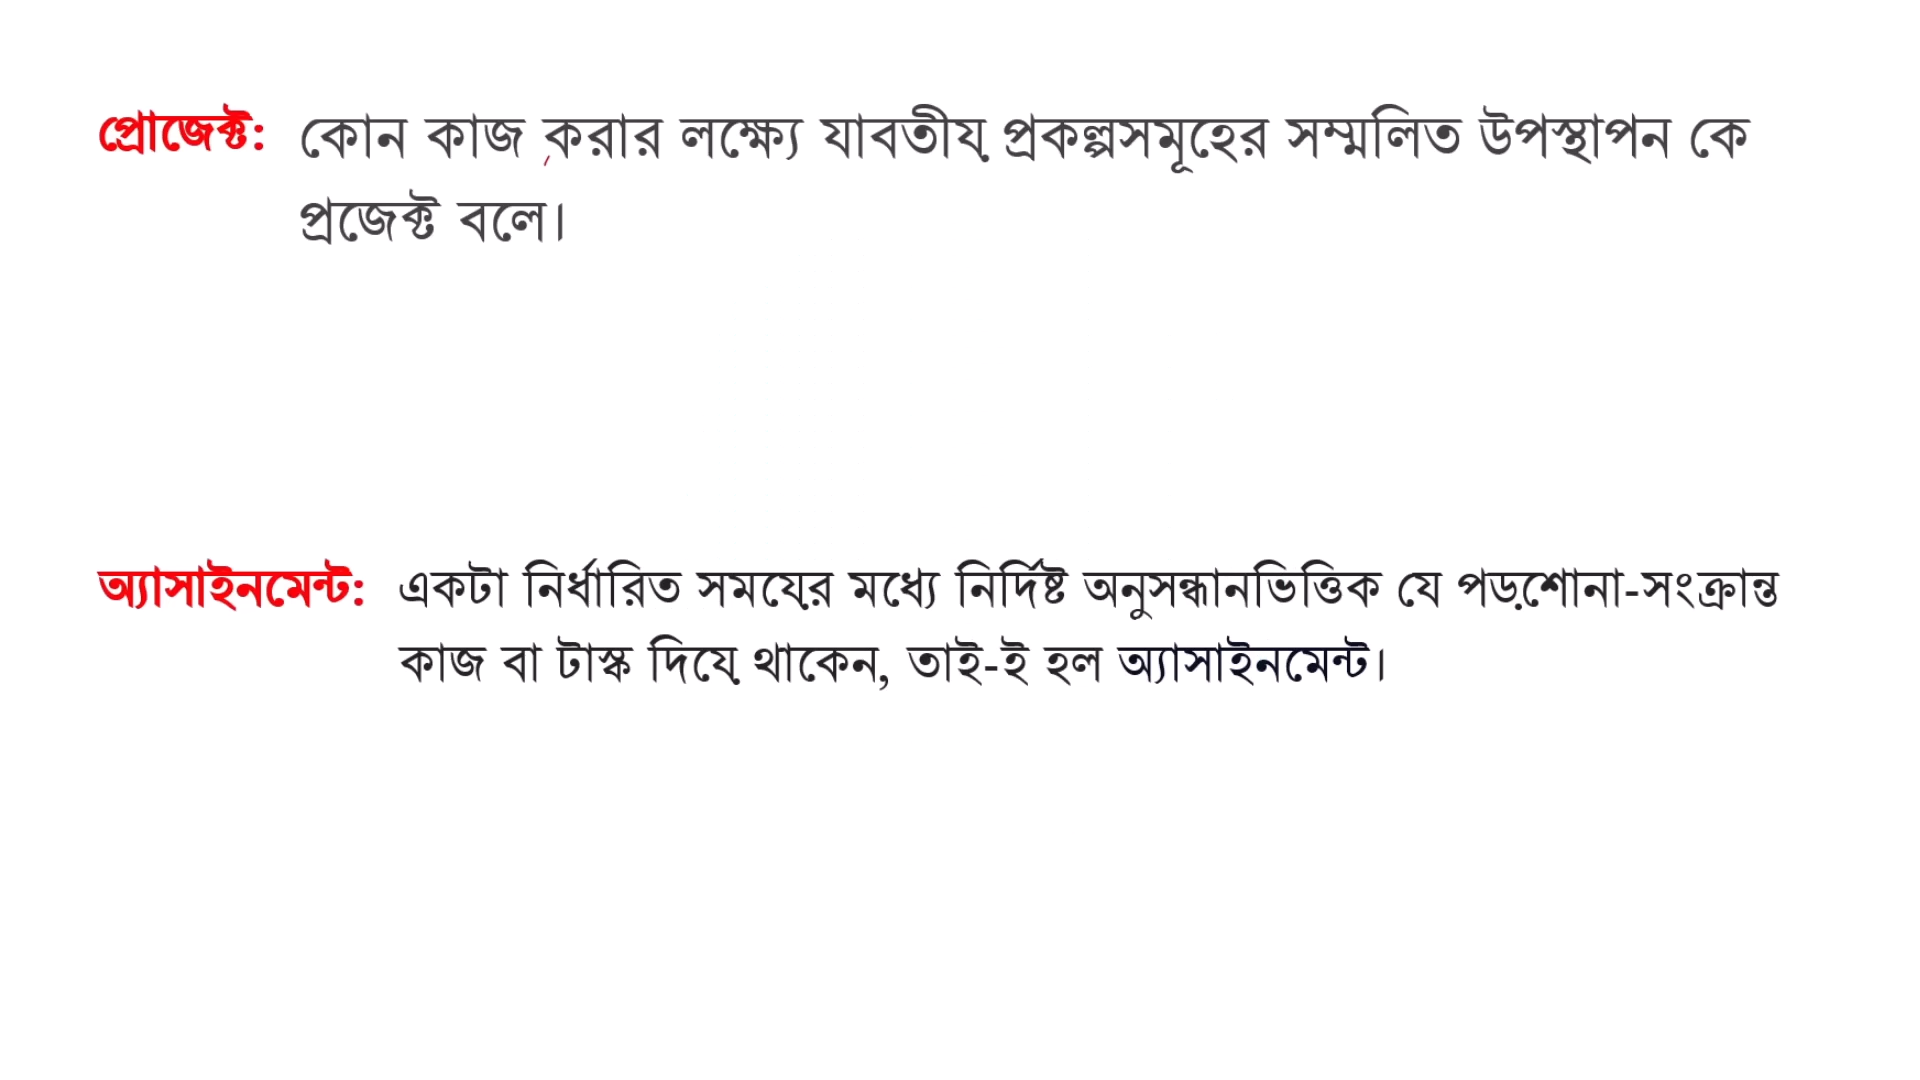 প্রোজেক্ট: কোন কাজ করার লক্ষ্যে যাবতীয় প্রকল্পসমূহের সম্মলিত উপস্থাপন কে
প্রজেক্ট বলে।
অ্যাসাইনমেন্ট: একটা নির্ধারিত সময়ের মধ্যে নির্দিষ্ট অনুসন্ধানভিত্তিক যে পড়শোনা-সংক্রান্ত
কাজ বা টাস্ক দিয়ে থাকেন, তাই-ই হল অ্যাসাইনমেন্ট।